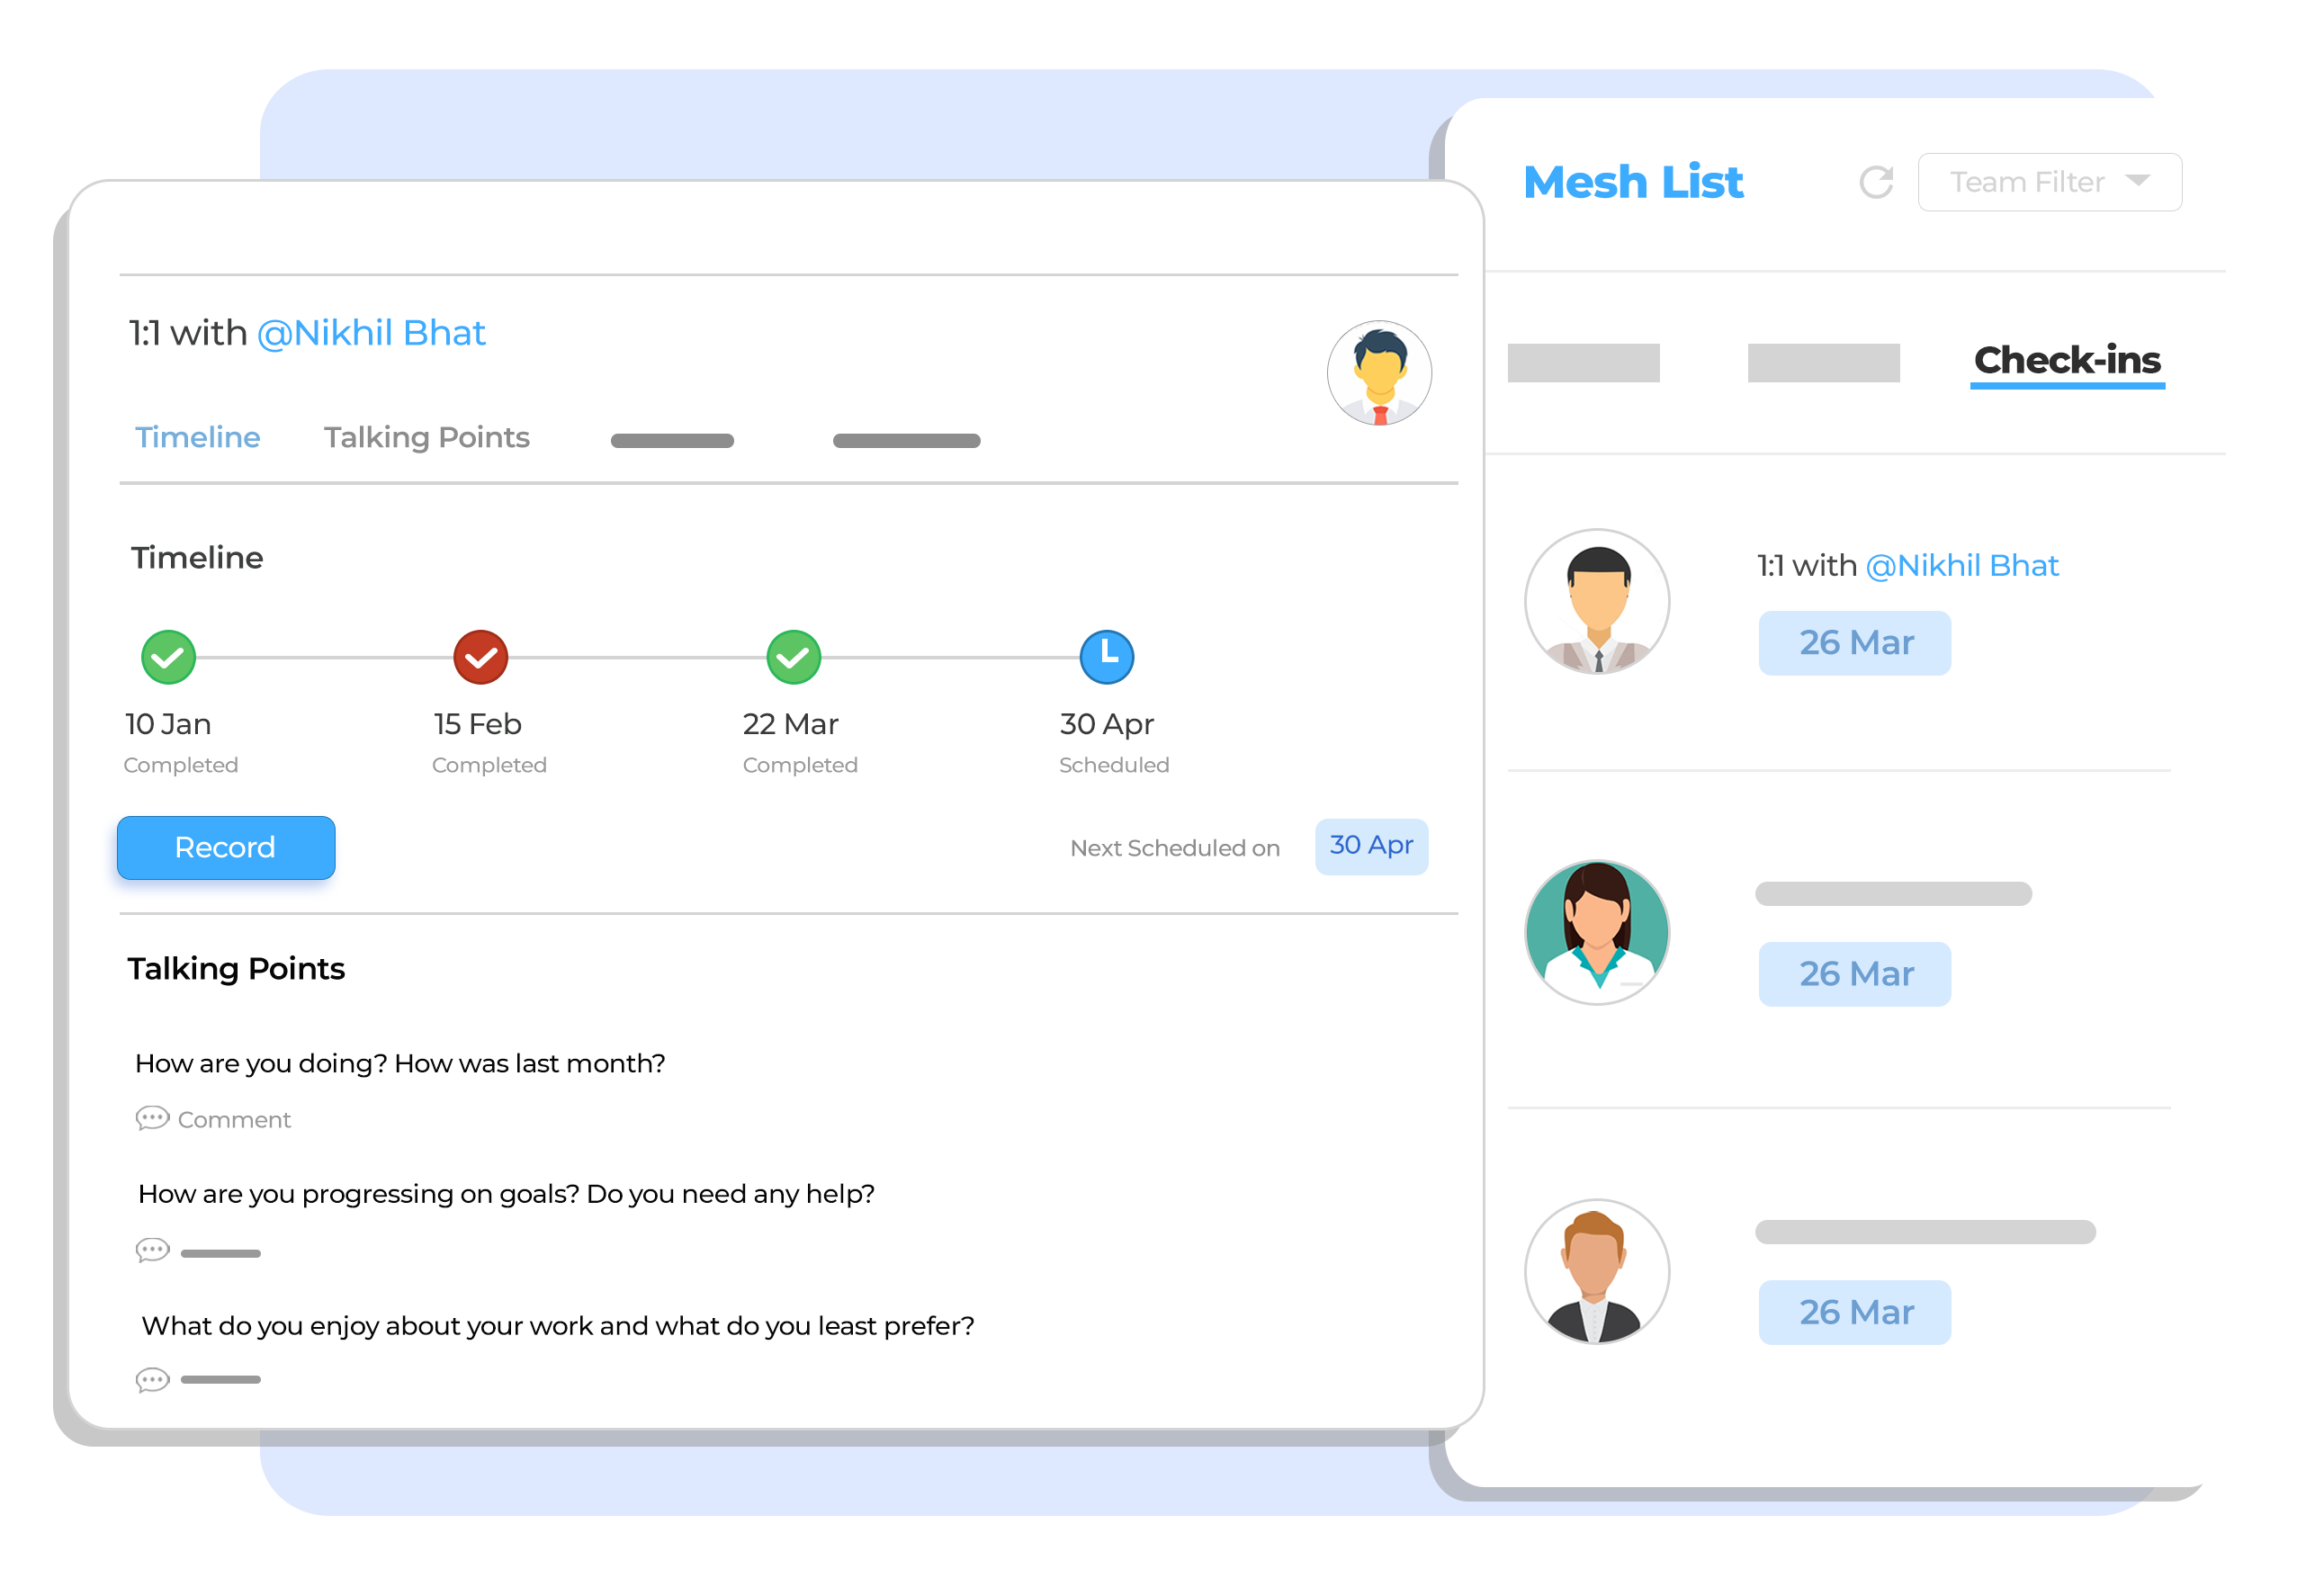 Mesh List
Team Filter
Check-ins
1:1 with @Nikhil Bhat
26 Mar
26 Mar
26 Mar
1:1 with @Nikhil Bhat
Timeline
Talking Points
Timeline
10 Jan
15 Feb
22 Mar
30 Apr
Completed
Completed
Completed
Scheduled
Record
Next Scheduled on
30 Apr
Talking Points
How are you doing? How was last month?
Comment
How are you progressing on goals? Do you need any help?
What do you enjoy about your work and what do you least prefer?